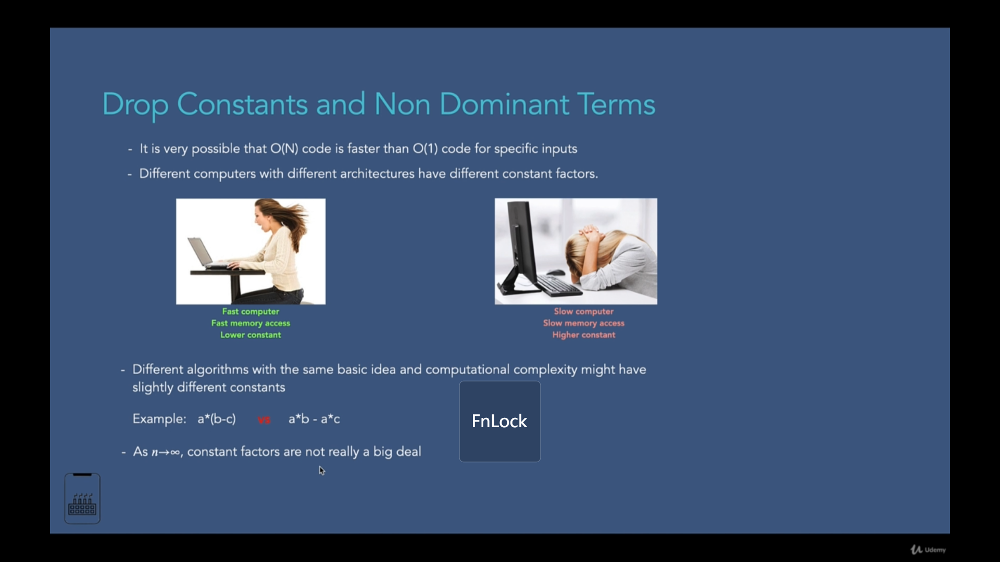 Drop Constants and Non Dominant Terms
- It is very possible that O(N) code is faster than O(1) code for specific inputs
- Different computers with different architectures have different constant factors.
Fast computer
Fast memory access
Lower constant
Slow computer
Slow memory access
Higher constant
- Different algorithms with the same basic idea and computational complexity might have
slightly different constants
Example: a*(b-c) vs a*b - a*c
FnLock
- As n→∞, constant factors are not really a big deal
Udemy